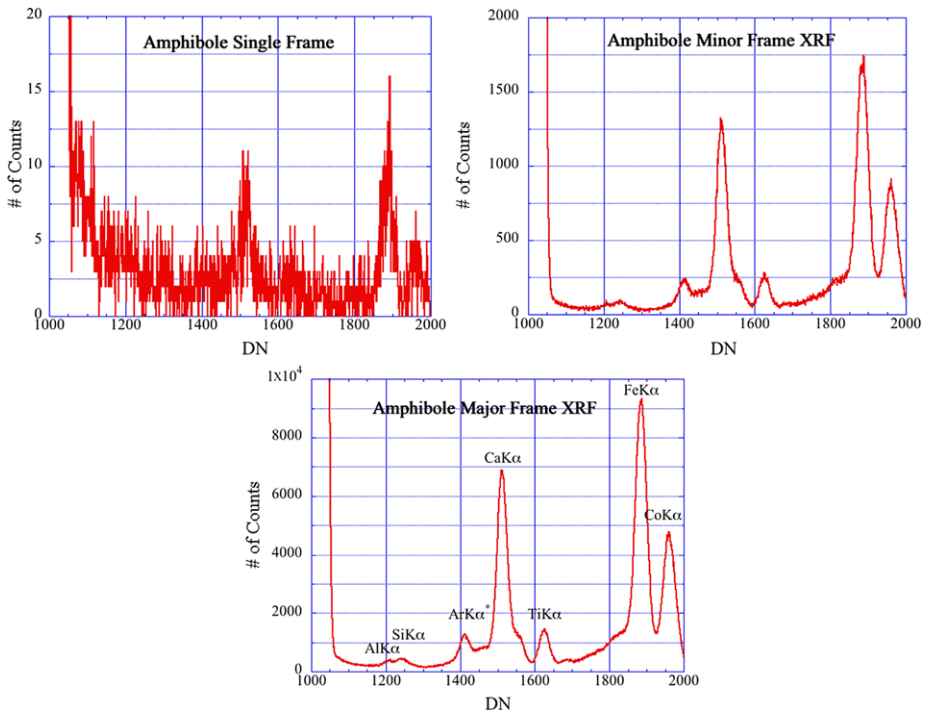 Amphibole Single Frame
20
15
10
5
0
1000 1200 1400 1600 1800 2000
# of Counts
DN
Amphibole Minor Frame XRF
2000
1500
1000
500
0
1000 1200 1400 1600 1800 2000
# of Counts
DN
Amphibole Major Frame XRF
1X10⁴
8000
6000
4000
2000
0
1000 1200 1400 1600 1800 2000
# of Counts
DN
FeKα
CaKα
CoKα
ArKα*
TiKα
SiKα
AlKα